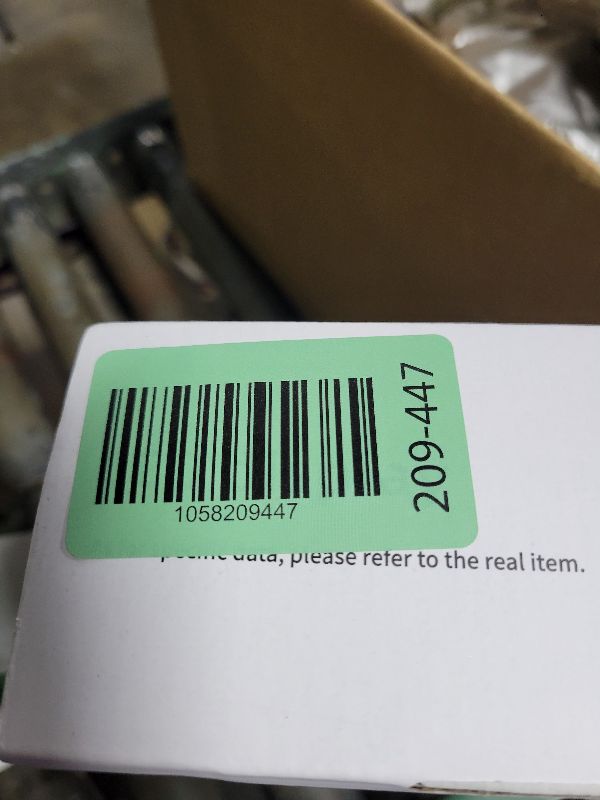 1058209447
209-447
data, please refer to the real item.